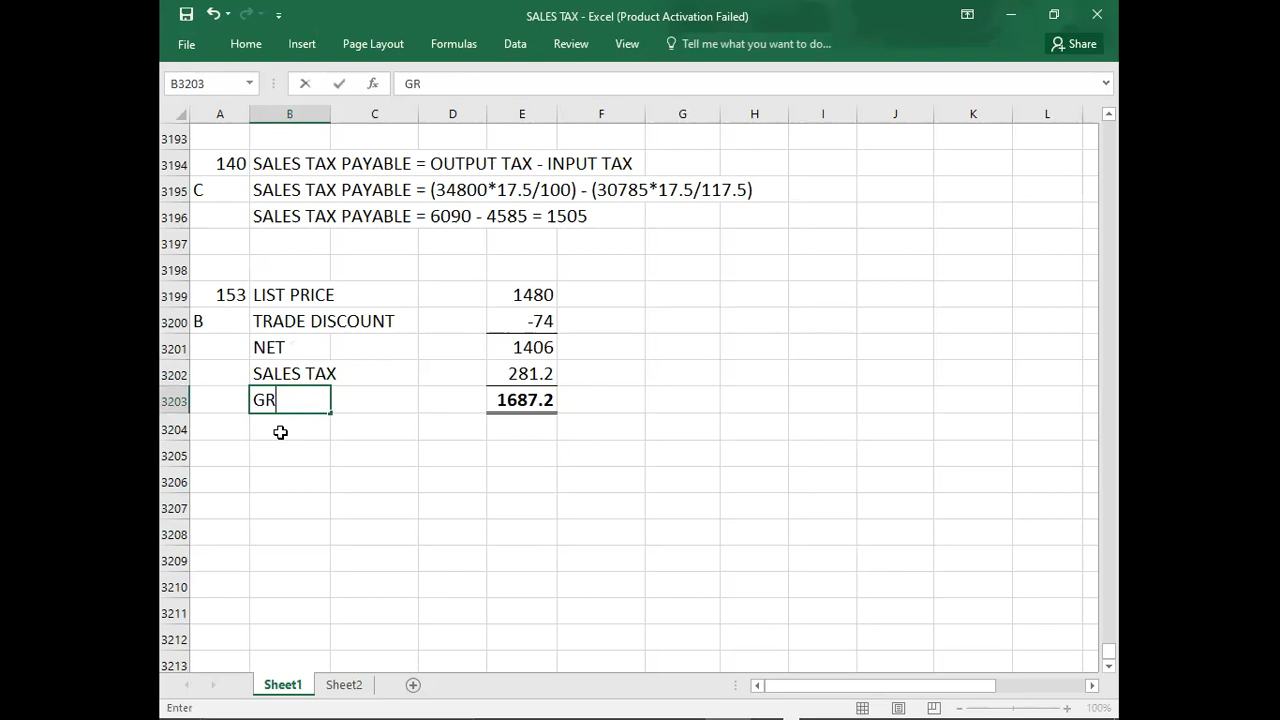 SALES TAX - Excel (Product Activation Failed)
File Home Insert Page Layout Formulas Data Review View Tell me what you want to do... Share
B3203 fx GR
A B C D E F G H I J K L
3193
3194 140 SALES TAX PAYABLE = OUTPUT TAX - INPUT TAX
3195 C SALES TAX PAYABLE = (34800*17.5/100) - (30785*17.5/117.5)
3196 SALES TAX PAYABLE = 6090 - 4585 = 1505
3197
3198
3199 153 LIST PRICE 1480
3200 B TRADE DISCOUNT -74
3201 NET 1406
3202 SALES TAX 281.2
3203 GR 1687.2
3204
3205
3206
3207
3208
3209
3210
3211
3212
3213
Sheet1 Sheet2
Enter 100%